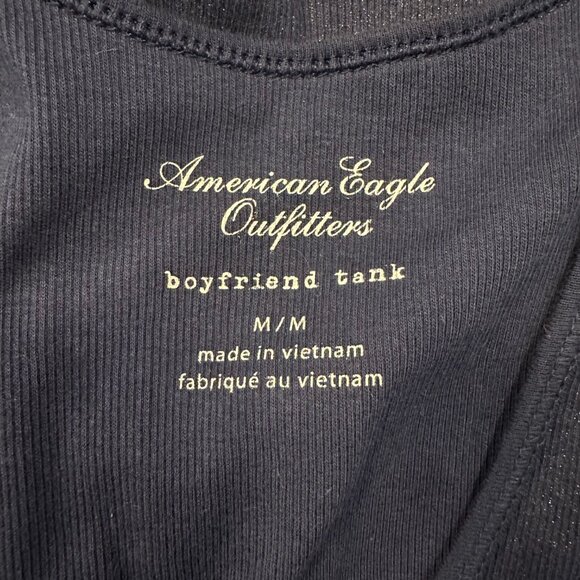 American Eagle
Outfitters
boyfriend tank
M/M
made in vietnam
fabriqué au vietnam